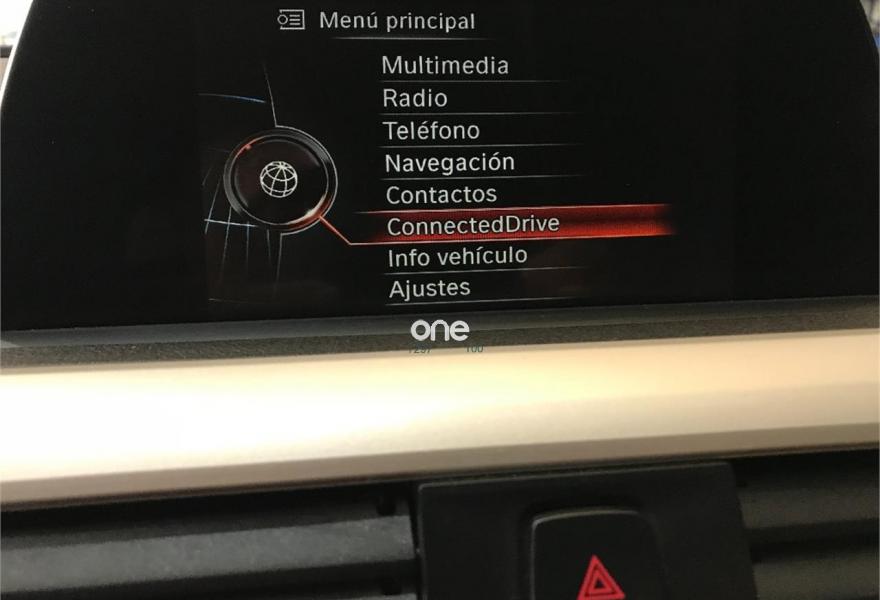 Menú principal
Multimedia
Radio
Teléfono
Navegación
Contactos
ConnectedDrive
Info vehículo
Ajustes
one